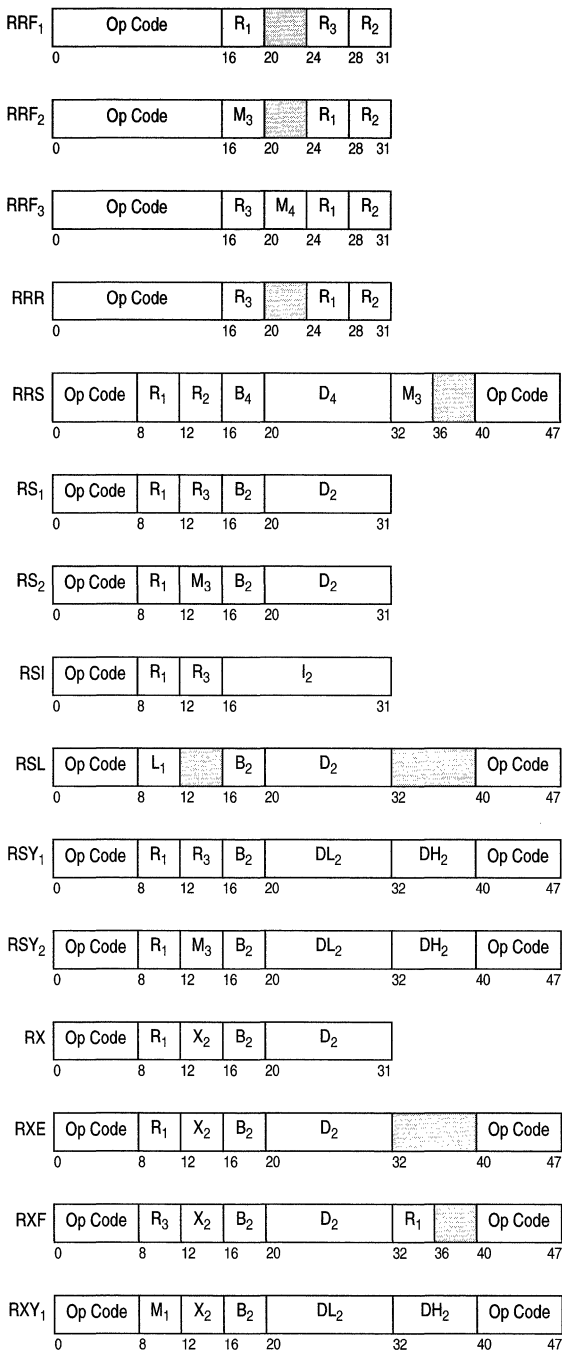 RRF₁ Op Code R₁ R₃ R₂
0 16 20 24 28 31
RRF₂ Op Code M₃ R₁ R₂
0 16 20 24 28 31
RRF₃ Op Code R₃ M₄ R₁ R₂
0 16 20 24 28 31
RRR Op Code R₃ R₁ R₂
0 16 20 24 28 31
RRS Op Code R₁ R₂ B₄ D₄ M₃ Op Code
0 8 12 16 20 32 36 40 47
RS₁ Op Code R₁ R₃ B₂ D₂
0 8 12 16 20 31
RS₂ Op Code R₁ M₃ B₂ D₂
0 8 12 16 20 31
RSI Op Code R₁ R₃ I₂
0 8 12 16 31
RSL Op Code L₁ B₂ D₂ Op Code
0 8 12 16 20 32 40 47
RSY₁ Op Code R₁ R₃ B₂ DL₂ DH₂ Op Code
0 8 12 16 20 32 40 47
RSY₂ Op Code R₁ M₃ B₂ DL₂ DH₂ Op Code
0 8 12 16 20 32 40 47
RX Op Code R₁ X₂ B₂ D₂
0 8 12 16 20 31
RXE Op Code R₁ X₂ B₂ D₂ Op Code
0 8 12 16 20 32 40 47
RXF Op Code R₃ X₂ B₂ D₂ R₁ Op Code
0 8 12 16 20 32 36 40 47
RXY₁ Op Code M₁ X₂ B₂ DL₂ DH₂ Op Code
0 8 12 16 20 32 40 47